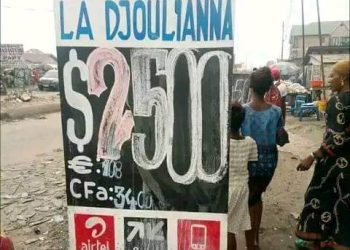 LA DJOULIANNA
$2500
€:108
CFa:3400
airtel